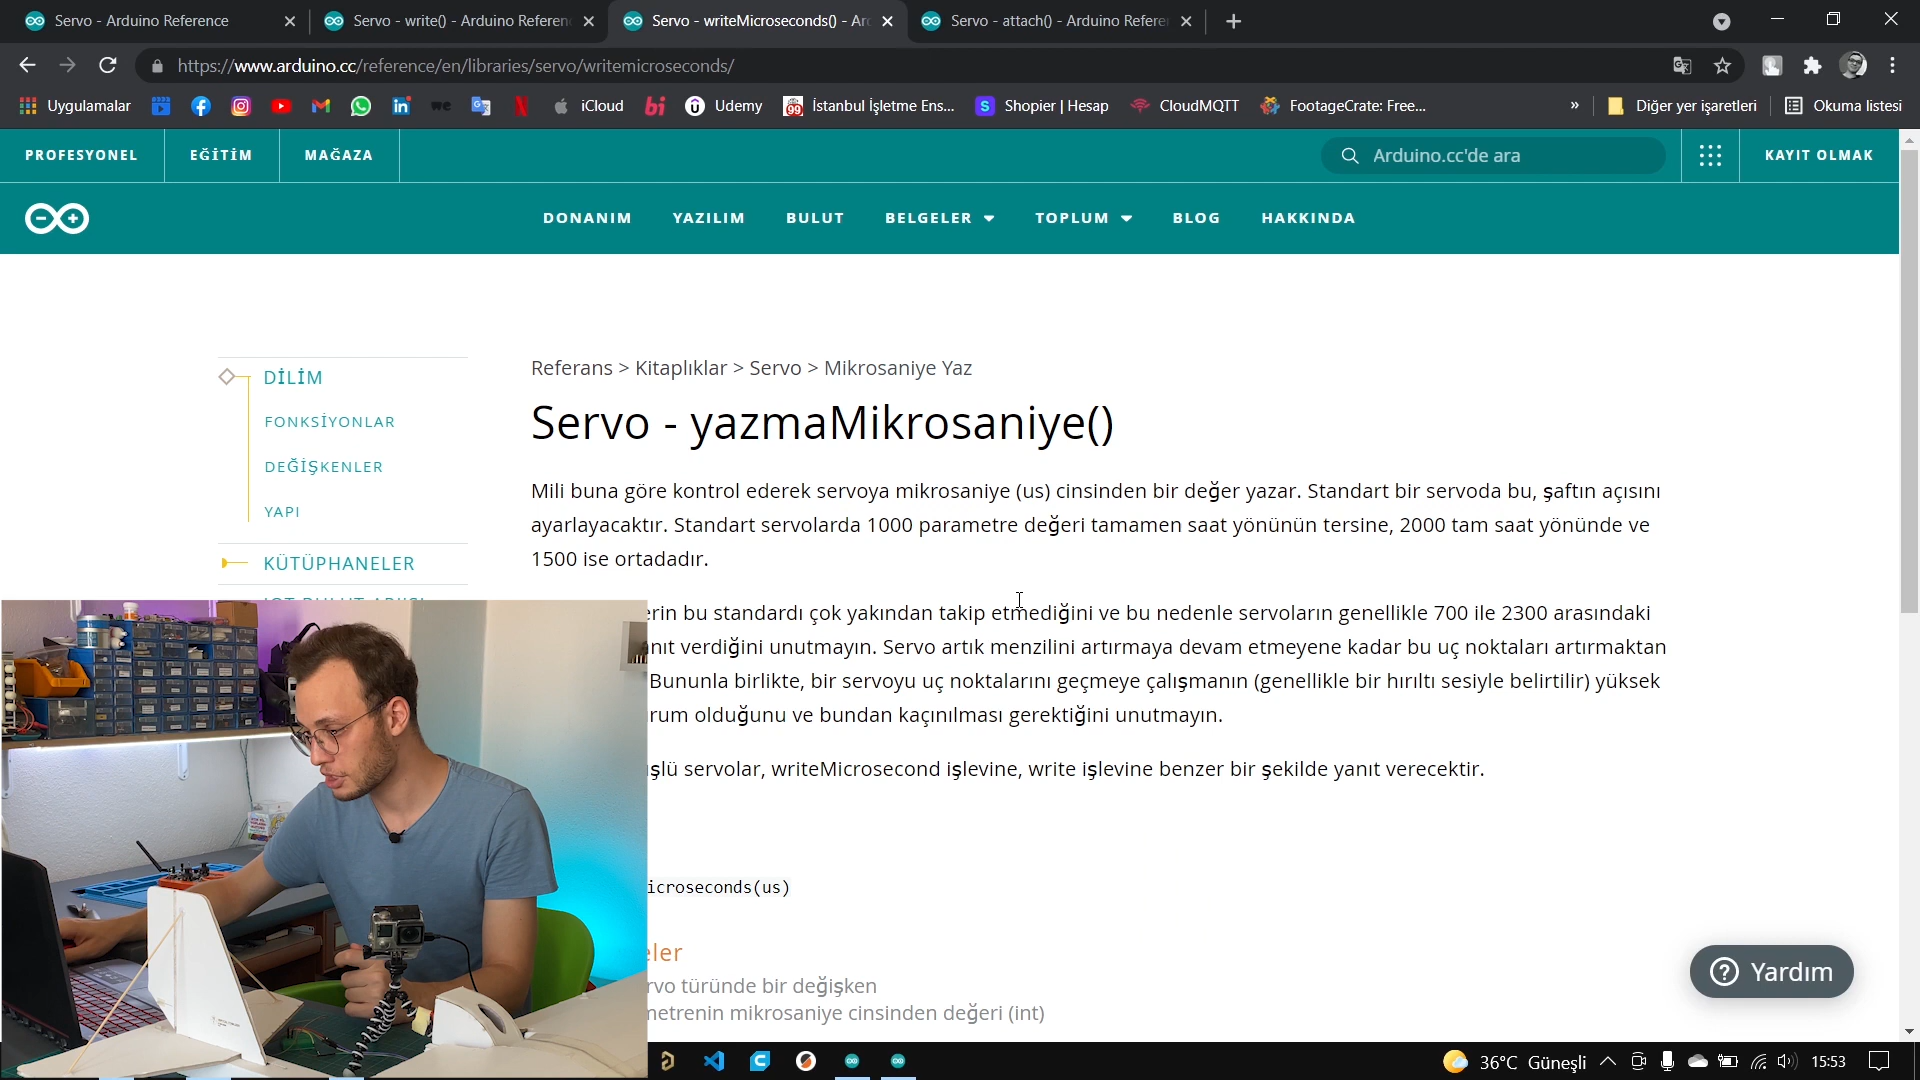 Servo - Arduino Reference
Servo - write() - Arduino Referen
Servo - writeMicroseconds() - Ar
Servo - attach() - Arduino Refere
https://www.arduino.cc/reference/en/libraries/servo/writemicroseconds/
Uygulamalar
we
iCloud
bi
Udemy
İstanbul İşletme Ens...
Shopier | Hesap
CloudMQTT
FootageCrate: Free...
»
Diğer yer işaretleri
Okuma listesi
PROFESYONEL
EĞİTİM
MAĞAZA
Arduino.cc'de ara
KAYIT OLMAK
DONANIM
YAZILIM
BULUT
BELGELER
TOPLUM
BLOG
HAKKINDA
DİLİM
FONKSİYONLAR
DEĞİŞKENLER
YAPI
KÜTÜPHANELER
Referans > Kitaplıklar > Servo > Mikrosaniye Yaz
Servo - yazmaMikrosaniye()
Mili buna göre kontrol ederek servoya mikrosaniye (us) cinsinden bir değer yazar. Standart bir servoda bu, şaftın açısını
ayarlayacaktır. Standart servolarda 1000 parametre değeri tamamen saat yönünün tersine, 2000 tam saat yönünde ve
1500 ise ortadadır.
erin bu standardı çok yakından takip etmediğini ve bu nedenle servoların genellikle 700 ile 2300 arasındaki
nıt verdiğini unutmayın. Servo artık menzilini artırmaya devam etmeyene kadar bu uç noktaları artırmaktan
Bununla birlikte, bir servoyu uç noktalarını geçmeye çalışmanın (genellikle bir hırıltı sesiyle belirtilir) yüksek
rum olduğunu ve bundan kaçınılması gerektiğini unutmayın.
şlü servolar, writeMicrosecond işlevine, write işlevine benzer bir şekilde yanıt verecektir.
icroseconds(us)
eler
rvo türünde bir değişken
metrenin mikrosaniye cinsinden değeri (int)
Yardım
36°C Güneşli
15:53